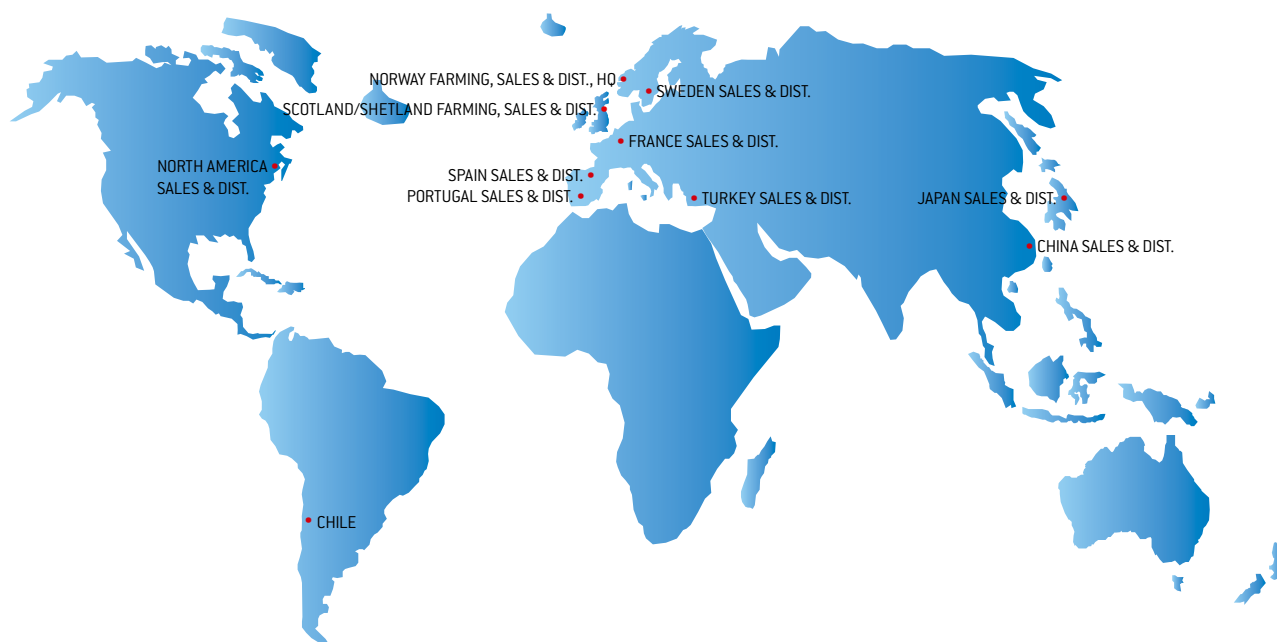 NORWAY FARMING, SALES & DIST., HQ
SWEDEN SALES & DIST.
SCOTLAND/SHETLAND FARMING, SALES & DIST.
FRANCE SALES & DIST.
NORTH AMERICA
SALES & DIST.
SPAIN SALES & DIST.
PORTUGAL SALES & DIST.
TURKEY SALES & DIST.
JAPAN SALES & DIST.
CHINA SALES & DIST.
CHILE